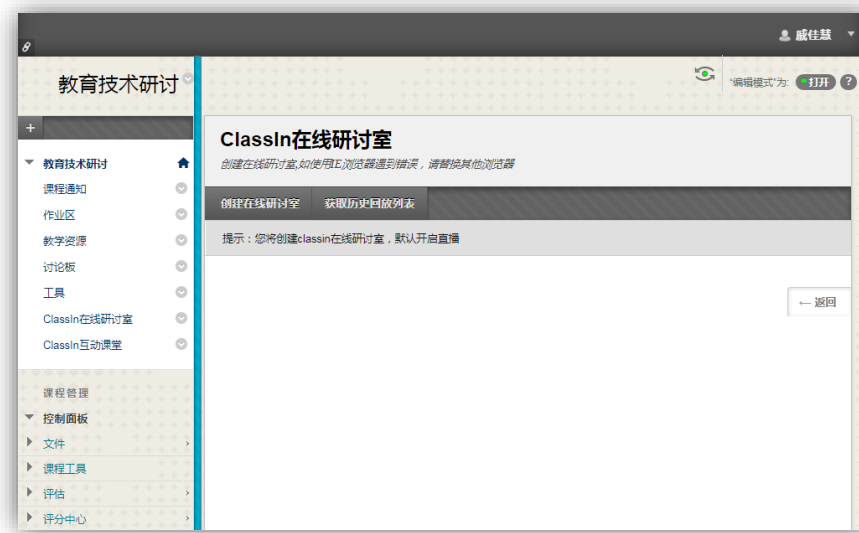 戚佳慧
教育技术研讨
"编辑模式"为: 打开 ?
+
教育技术研讨
课程通知
作业区
教学资源
讨论板
工具
ClassIn在线研讨室
ClassIn互动课堂
课程管理
控制面板
文件
课程工具
评估
评分中心
ClassIn在线研讨室
创建在线研讨室,如使用IE浏览器遇到错误，请替换其他浏览器
创建在线研讨室 获取历史回放列表
提示：您将创建classin在线研讨室，默认开启直播
← 返回